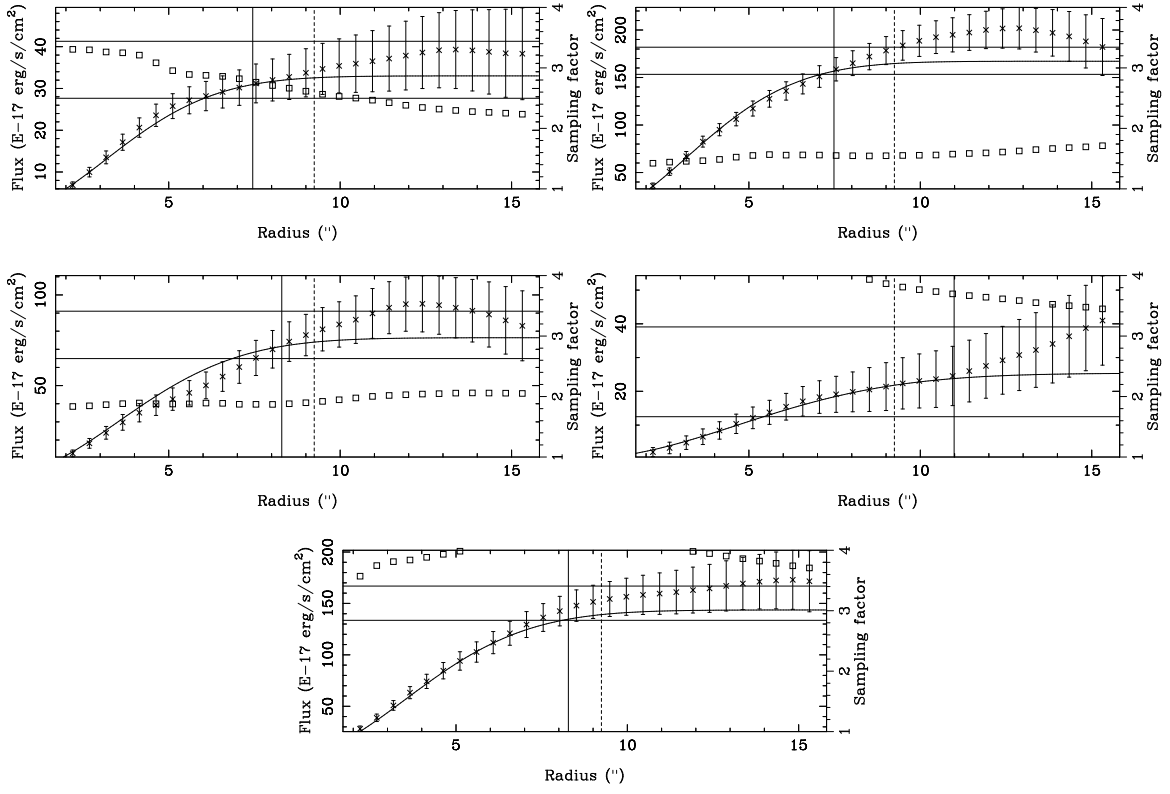 Flux (E−17 erg/s/cm²)
10 20 30 40
5 10 15
1 2 3 4
Sampling factor
Radius (")
Flux (E−17 erg/s/cm²)
50 100 150 200
5 10 15
1 2 3 4
Sampling factor
Radius (")
Flux (E−17 erg/s/cm²)
50 100
5 10 15
1 2 3 4
Sampling factor
Radius (")
Flux (E−17 erg/s/cm²)
20 40
5 10 15
1 2 3 4
Sampling factor
Radius (")
Flux (E−17 erg/s/cm²)
50 100 150 200
5 10 15
1 2 3 4
Sampling factor
Radius (")